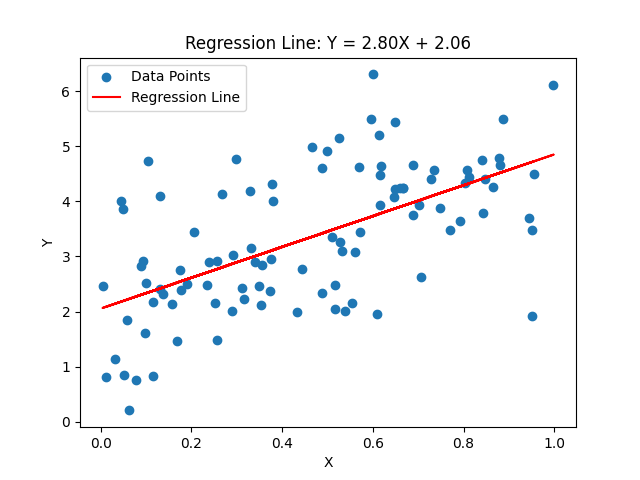 Regression Line: Y = 2.80X + 2.06
Data Points
Regression Line
6
5
4
3
2
1
0
Y
0.0 0.2 0.4 0.6 0.8 1.0
X